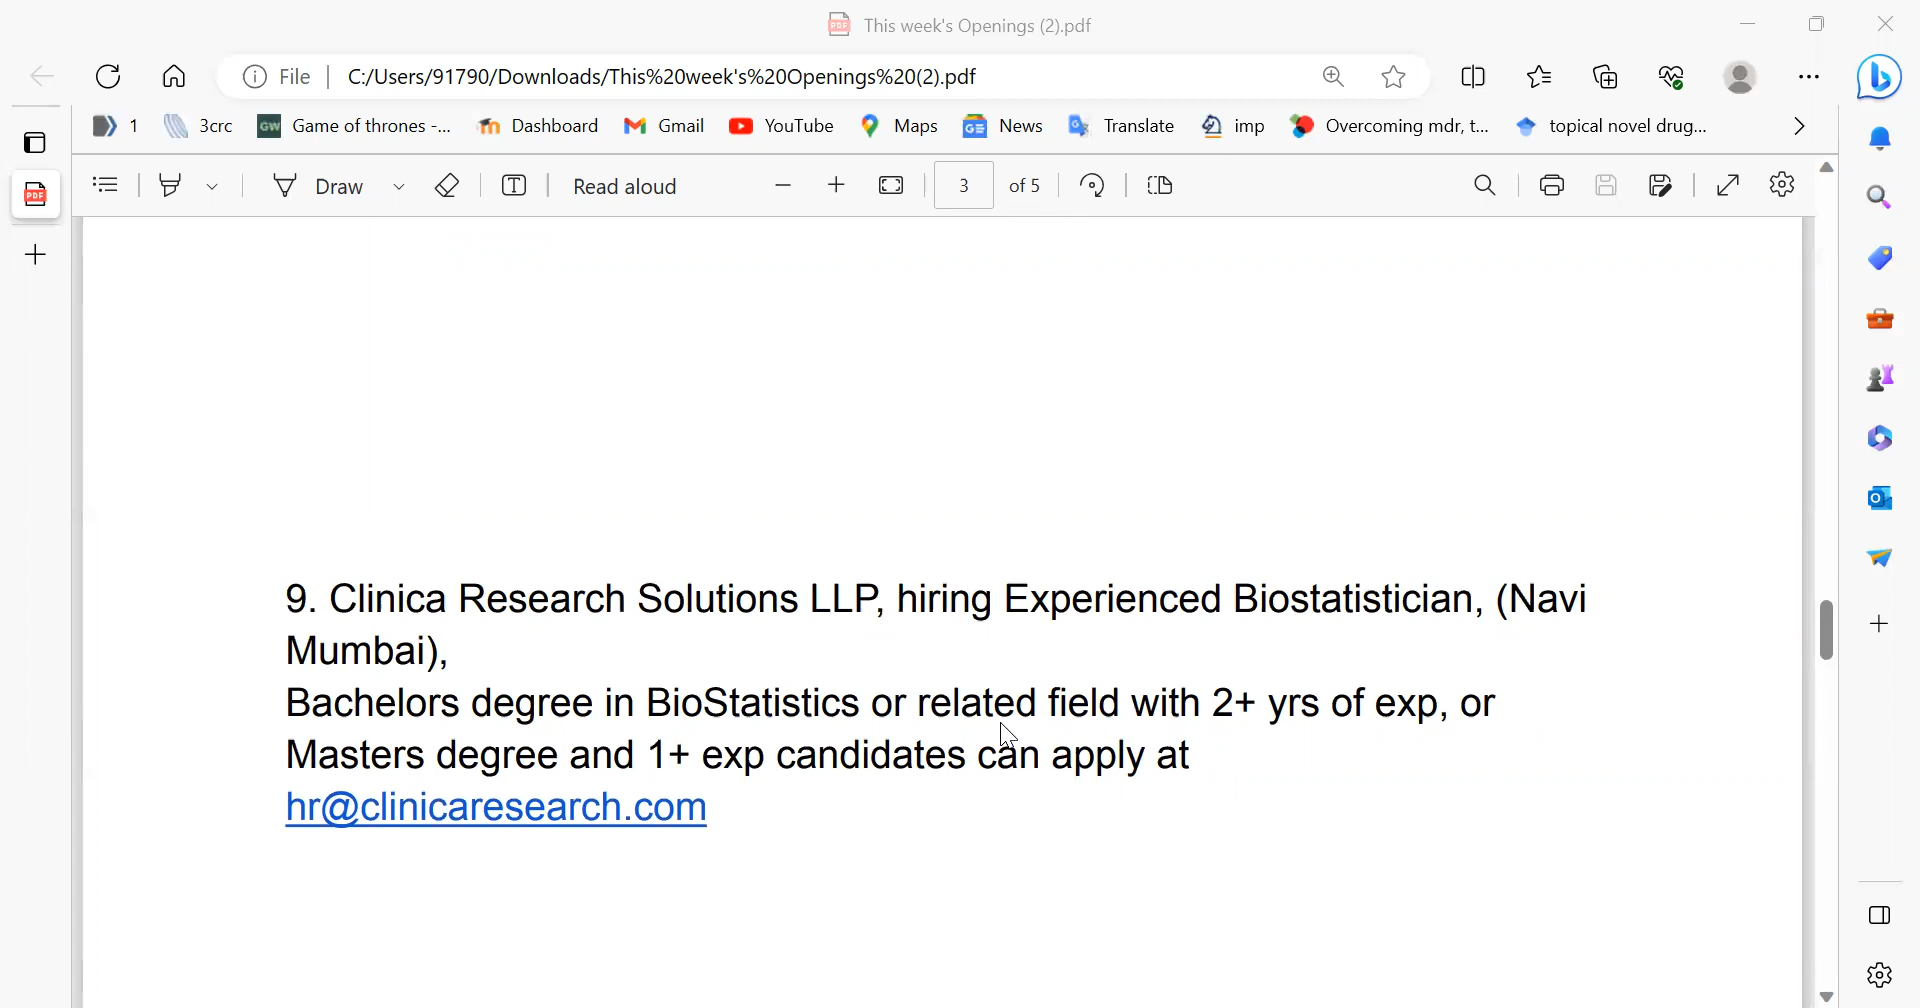 This week's Openings (2).pdf
File | C:/Users/91790/Downloads/This%20week's%20Openings%20(2).pdf
1 3crc GW Game of thrones -... Dashboard Gmail YouTube Maps News Translate imp Overcoming mdr, t... topical novel drug...
Draw Read aloud 3 of 5
9. Clinica Research Solutions LLP, hiring Experienced Biostatistician, (Navi
Mumbai),
Bachelors degree in BioStatistics or related field with 2+ yrs of exp, or
Masters degree and 1+ exp candidates can apply at
hr@clinicaresearch.com